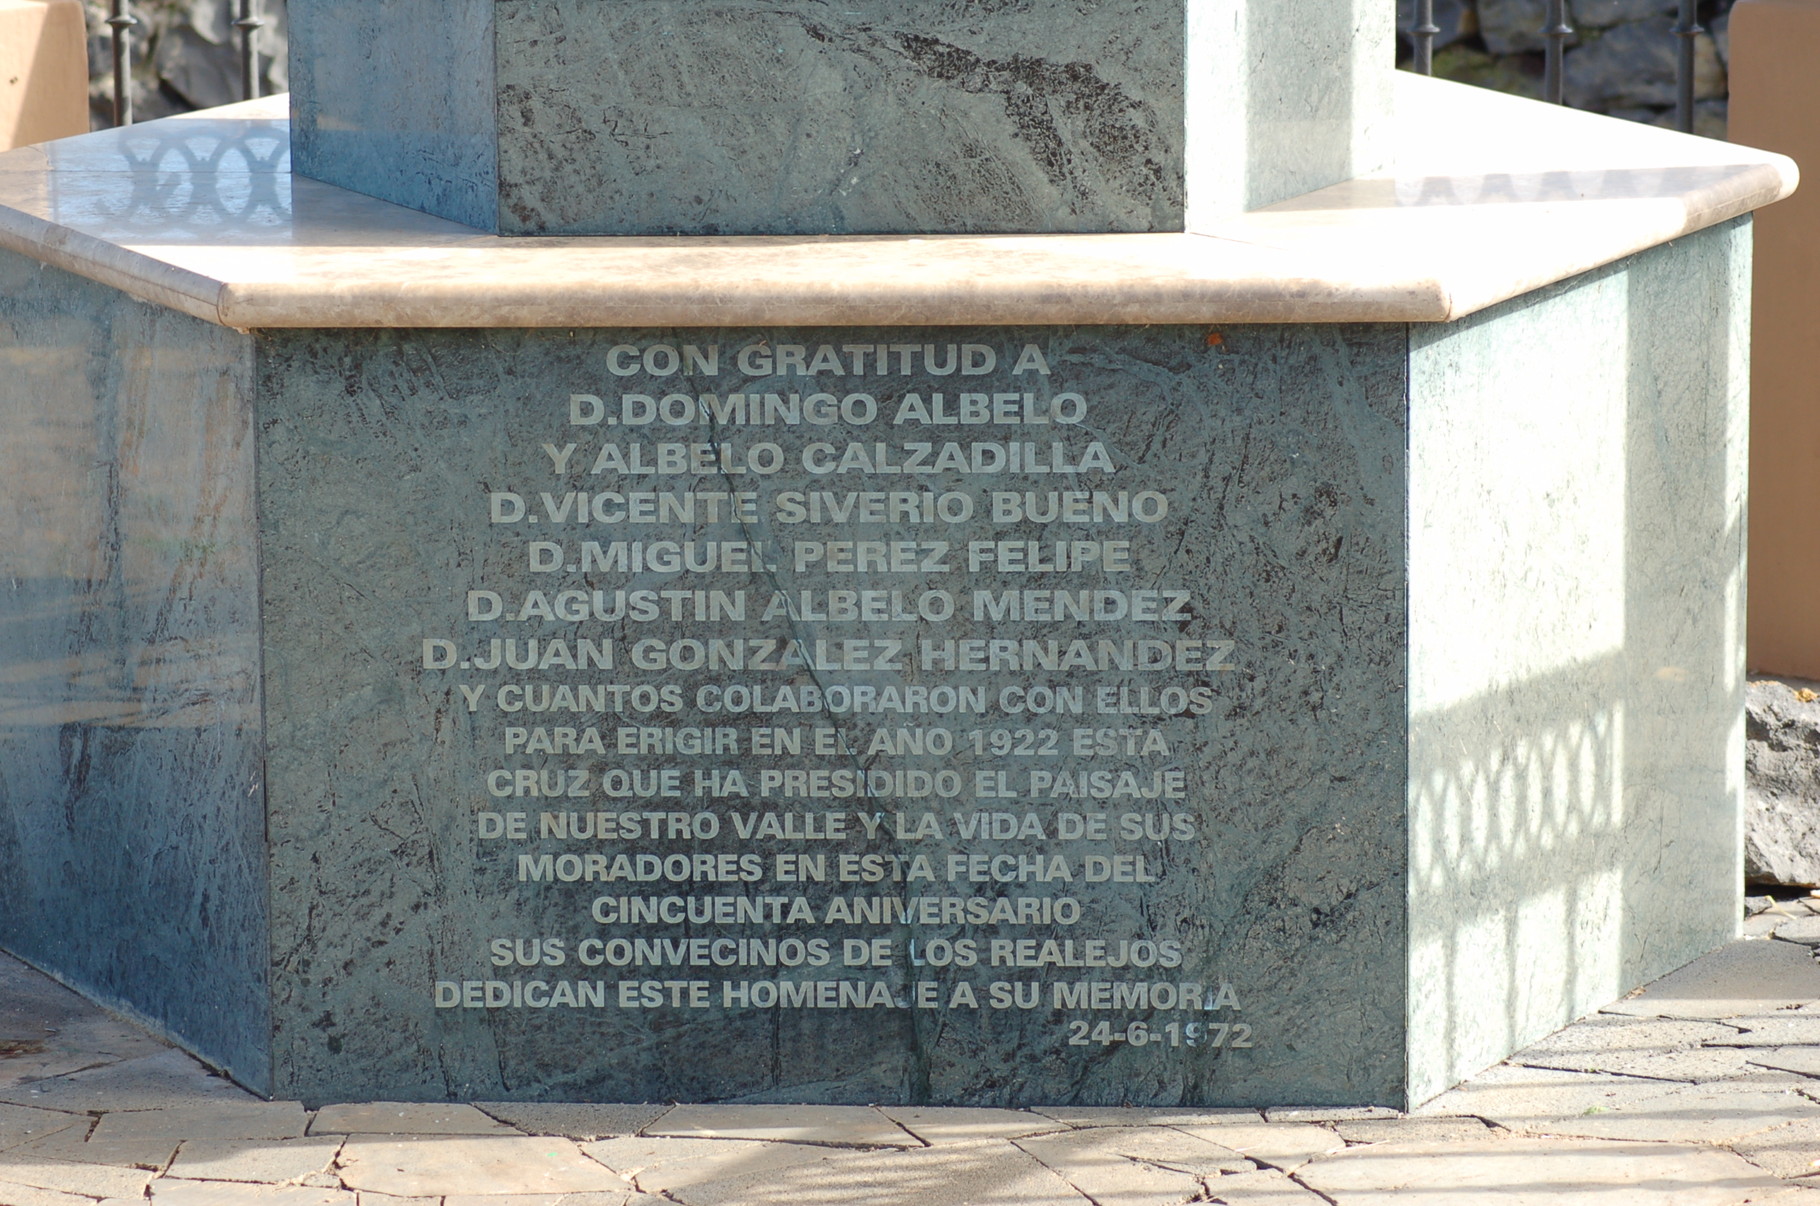 CON GRATITUD A
D.DOMINGO ALBELO
Y ALBELO CALZADILLA
D.VICENTE SIVERIO BUENO
D.MIGUEL PEREZ FELIPE
D.AGUSTIN ALBELO MENDEZ
D.JUAN GONZALEZ HERNANDEZ
Y CUANTOS COLABORARON CON ELLOS
PARA ERIGIR EN EL AÑO 1922 ESTA
CRUZ QUE HA PRESIDIDO EL PAISAJE
DE NUESTRO VALLE Y LA VIDA DE SUS
MORADORES EN ESTA FECHA DEL
CINCUENTA ANIVERSARIO
SUS CONVECINOS DE LOS REALEJOS
DEDICAN ESTE HOMENAJE A SU MEMORIA
24-6-1972